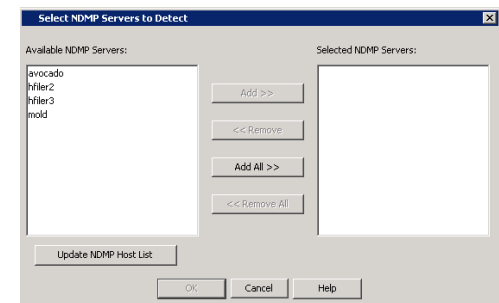 Select NDMP Servers to Detect
Available NDMP Servers:
Selected NDMP Servers:
avocado
hfiler2
hfiler3
mold
Add >>
<< Remove
Add All >>
<< Remove All
Update NDMP Host List
OK
Cancel
Help